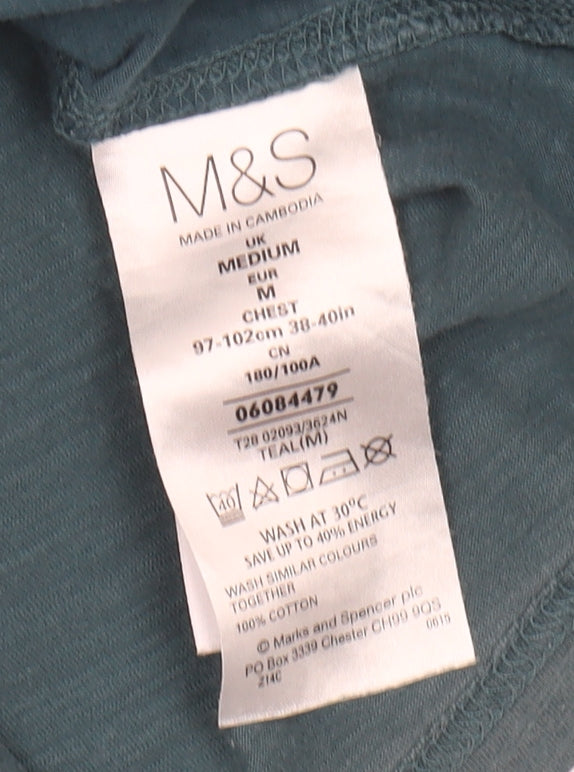 M&S
MADE IN CAMBODIA
UK
MEDIUM
EUR
M
CHEST
97-102cm 38-40in
CN
180/100A
06084479
T28 02093/3624N
TEAL(M)
40
WASH AT 30ºC
SAVE UP TO 40% ENERGY
WASH SIMILAR COLOURS
TOGETHER
100% COTTON
© Marks and Spencer plc
PO Box 3339 Chester CH99 9QS
0615
214C